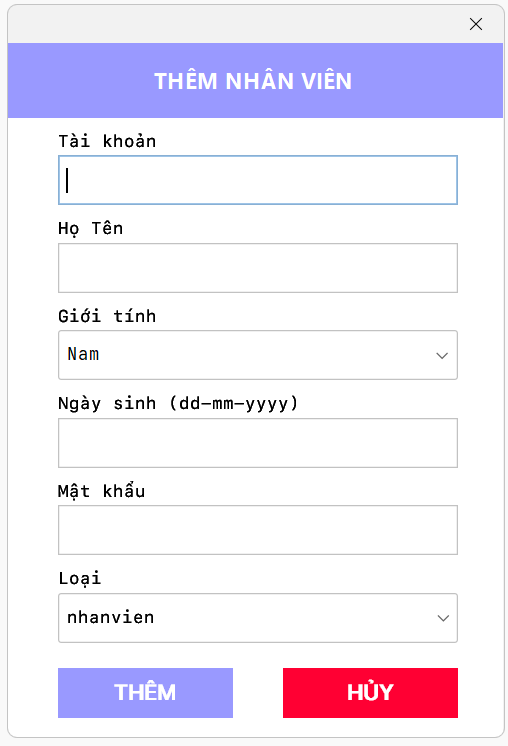 THÊM NHÂN VIÊN
Tài khoản
Họ Tên
Giới tính
Nam
Ngày sinh (dd-mm-yyyy)
Mật khẩu
Loại
nhanvien
THÊM HỦY